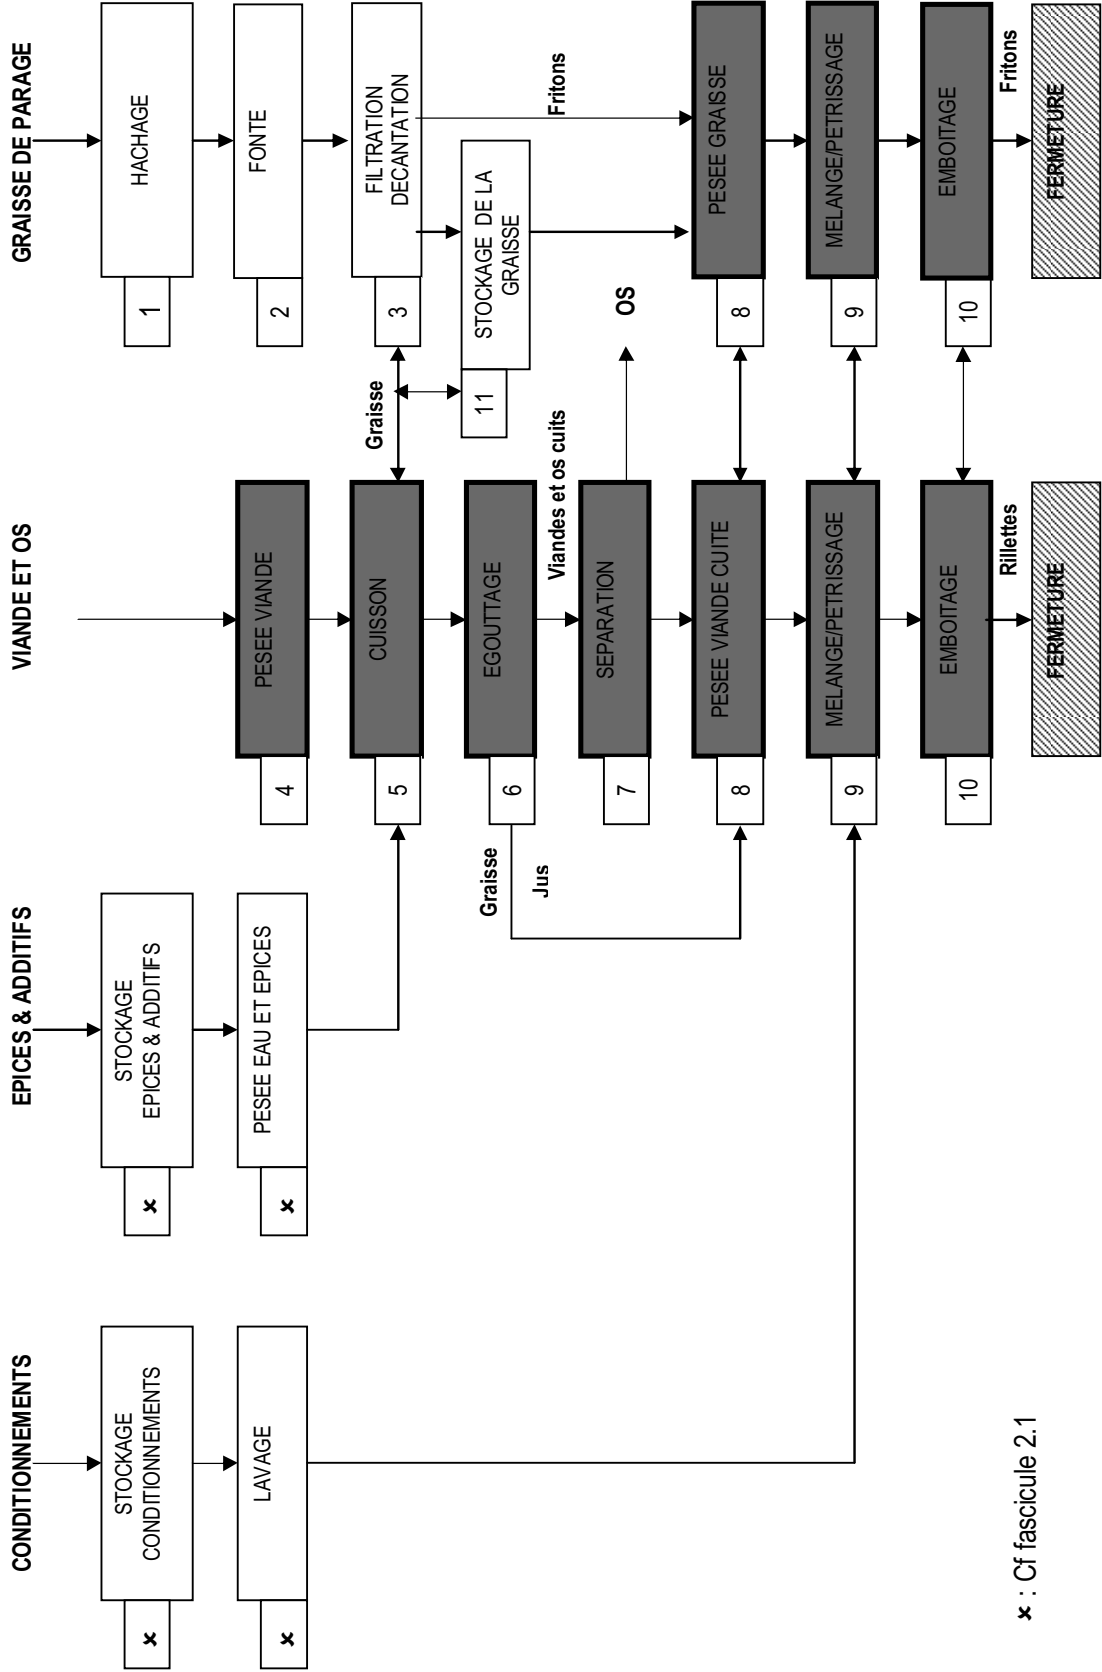 CONDITIONNEMENTS
STOCKAGE
CONDITIONNEMENTS
×
LAVAGE
×
EPICES & ADDITIFS
STOCKAGE
EPICES & ADDITIFS
×
PESEE EAU ET EPICES
×
VIANDE ET OS
PESEE VIANDE
4
CUISSON
5
Graisse
EGOUTTAGE
6
Graisse
Jus
Viandes et os cuits
SEPARATION
7
OS
PESEE VIANDE CUITE
8
MELANGE/PETRISSAGE
9
EMBOITAGE
10
Rillettes
FERMETURE
GRAISSE DE PARAGE
HACHAGE
1
FONTE
2
FILTRATION
DECANTATION
3
STOCKAGE DE LA
GRAISSE
11
Fritons
PESEE GRAISSE
8
MELANGE/PETRISSAGE
9
EMBOITAGE
10
Fritons
FERMETURE
× : Cf fascicule 2.1